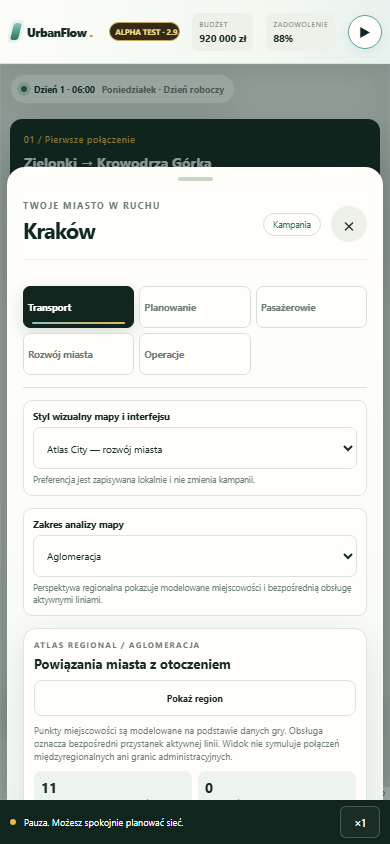 UrbanFlow.
ALPHA TEST · 2.9
BUDŻET
920 000 zł
ZADOWOLENIE
88%
Dzień 1 · 06:00 Poniedziałek · Dzień roboczy
01 / Pierwsze połączenie
Zielonki → Krowodrza Górka
TWOJE MIASTO W RUCHU
Kraków
Kampania
×
Transport
Planowanie
Pasażerowie
Rozwój miasta
Operacje
Styl wizualny mapy i interfejsu
Atlas City — rozwój miasta
Preferencja jest zapisywana lokalnie i nie zmienia kampanii.
Zakres analizy mapy
Aglomeracja
Perspektywa regionalna pokazuje modelowane miejscowości i bezpośrednią obsługę
aktywnymi liniami.
ATLAS REGIONAL / AGLOMERACJA
Powiązania miasta z otoczeniem
Pokaż region
Punkty miejscowości są modelowane na podstawie danych gry. Obsługa
oznacza bezpośredni przystanek aktywnej linii. Widok nie symuluje połączeń
międzyregionalnych ani granic administracyjnych.
11
0
Pauza. Możesz spokojnie planować sieć.
×1